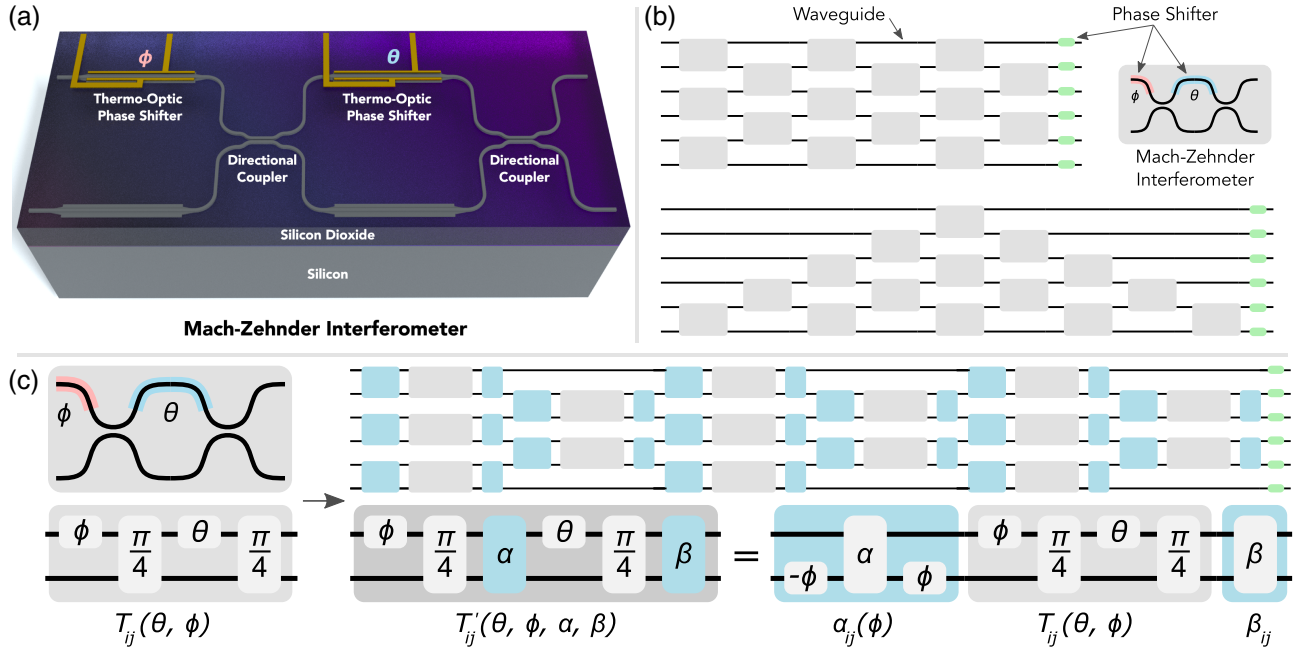 (a)
ϕ
θ
Thermo-Optic
Phase Shifter
Thermo-Optic
Phase Shifter
Directional
Coupler
Directional
Coupler
Silicon Dioxide
Silicon
Mach-Zehnder Interferometer
(b)
Waveguide
Phase Shifter
ϕ
θ
Mach-Zehnder
Interferometer
(c)
ϕ
θ
ϕ π/4 θ π/4
T_ij(θ, ϕ)
ϕ π/4 α θ π/4 β
T'_ij(θ, ϕ, α, β)
=
-ϕ α ϕ
α_ij(ϕ)
ϕ π/4 θ π/4
T_ij(θ, ϕ)
β
β_ij